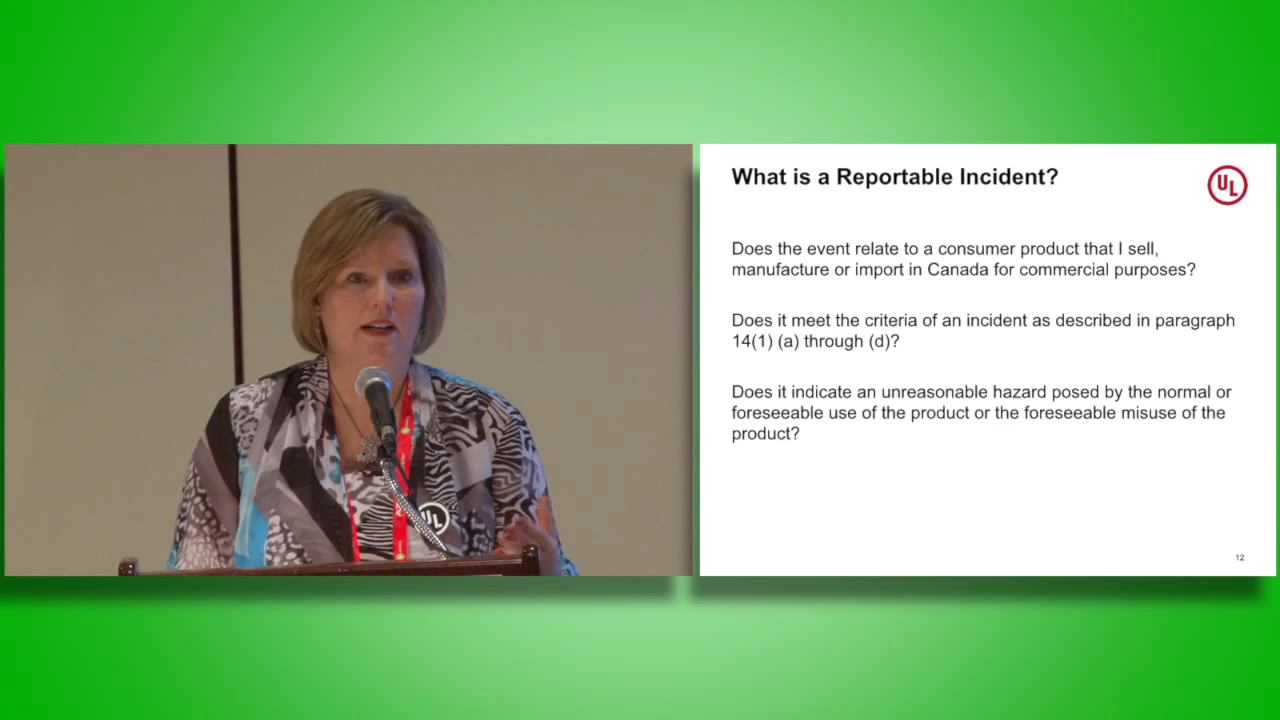 What is a Reportable Incident?
UL
Does the event relate to a consumer product that I sell,
manufacture or import in Canada for commercial purposes?
Does it meet the criteria of an incident as described in paragraph
14(1) (a) through (d)?
Does it indicate an unreasonable hazard posed by the normal or
foreseeable use of the product or the foreseeable misuse of the
product?
12
UL